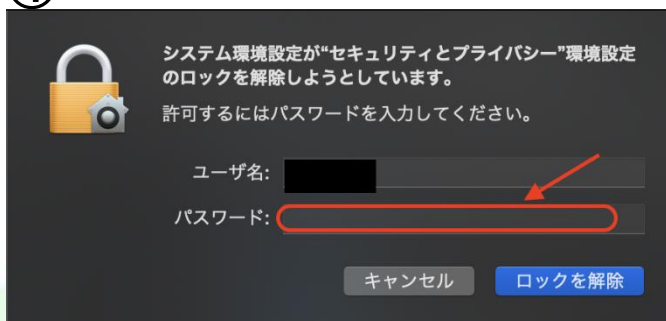 システム環境設定が“セキュリティとプライバシー”環境設定
のロックを解除しようとしています。
許可するにはパスワードを入力してください。
ユーザ名:
パスワード:
キャンセル
ロックを解除